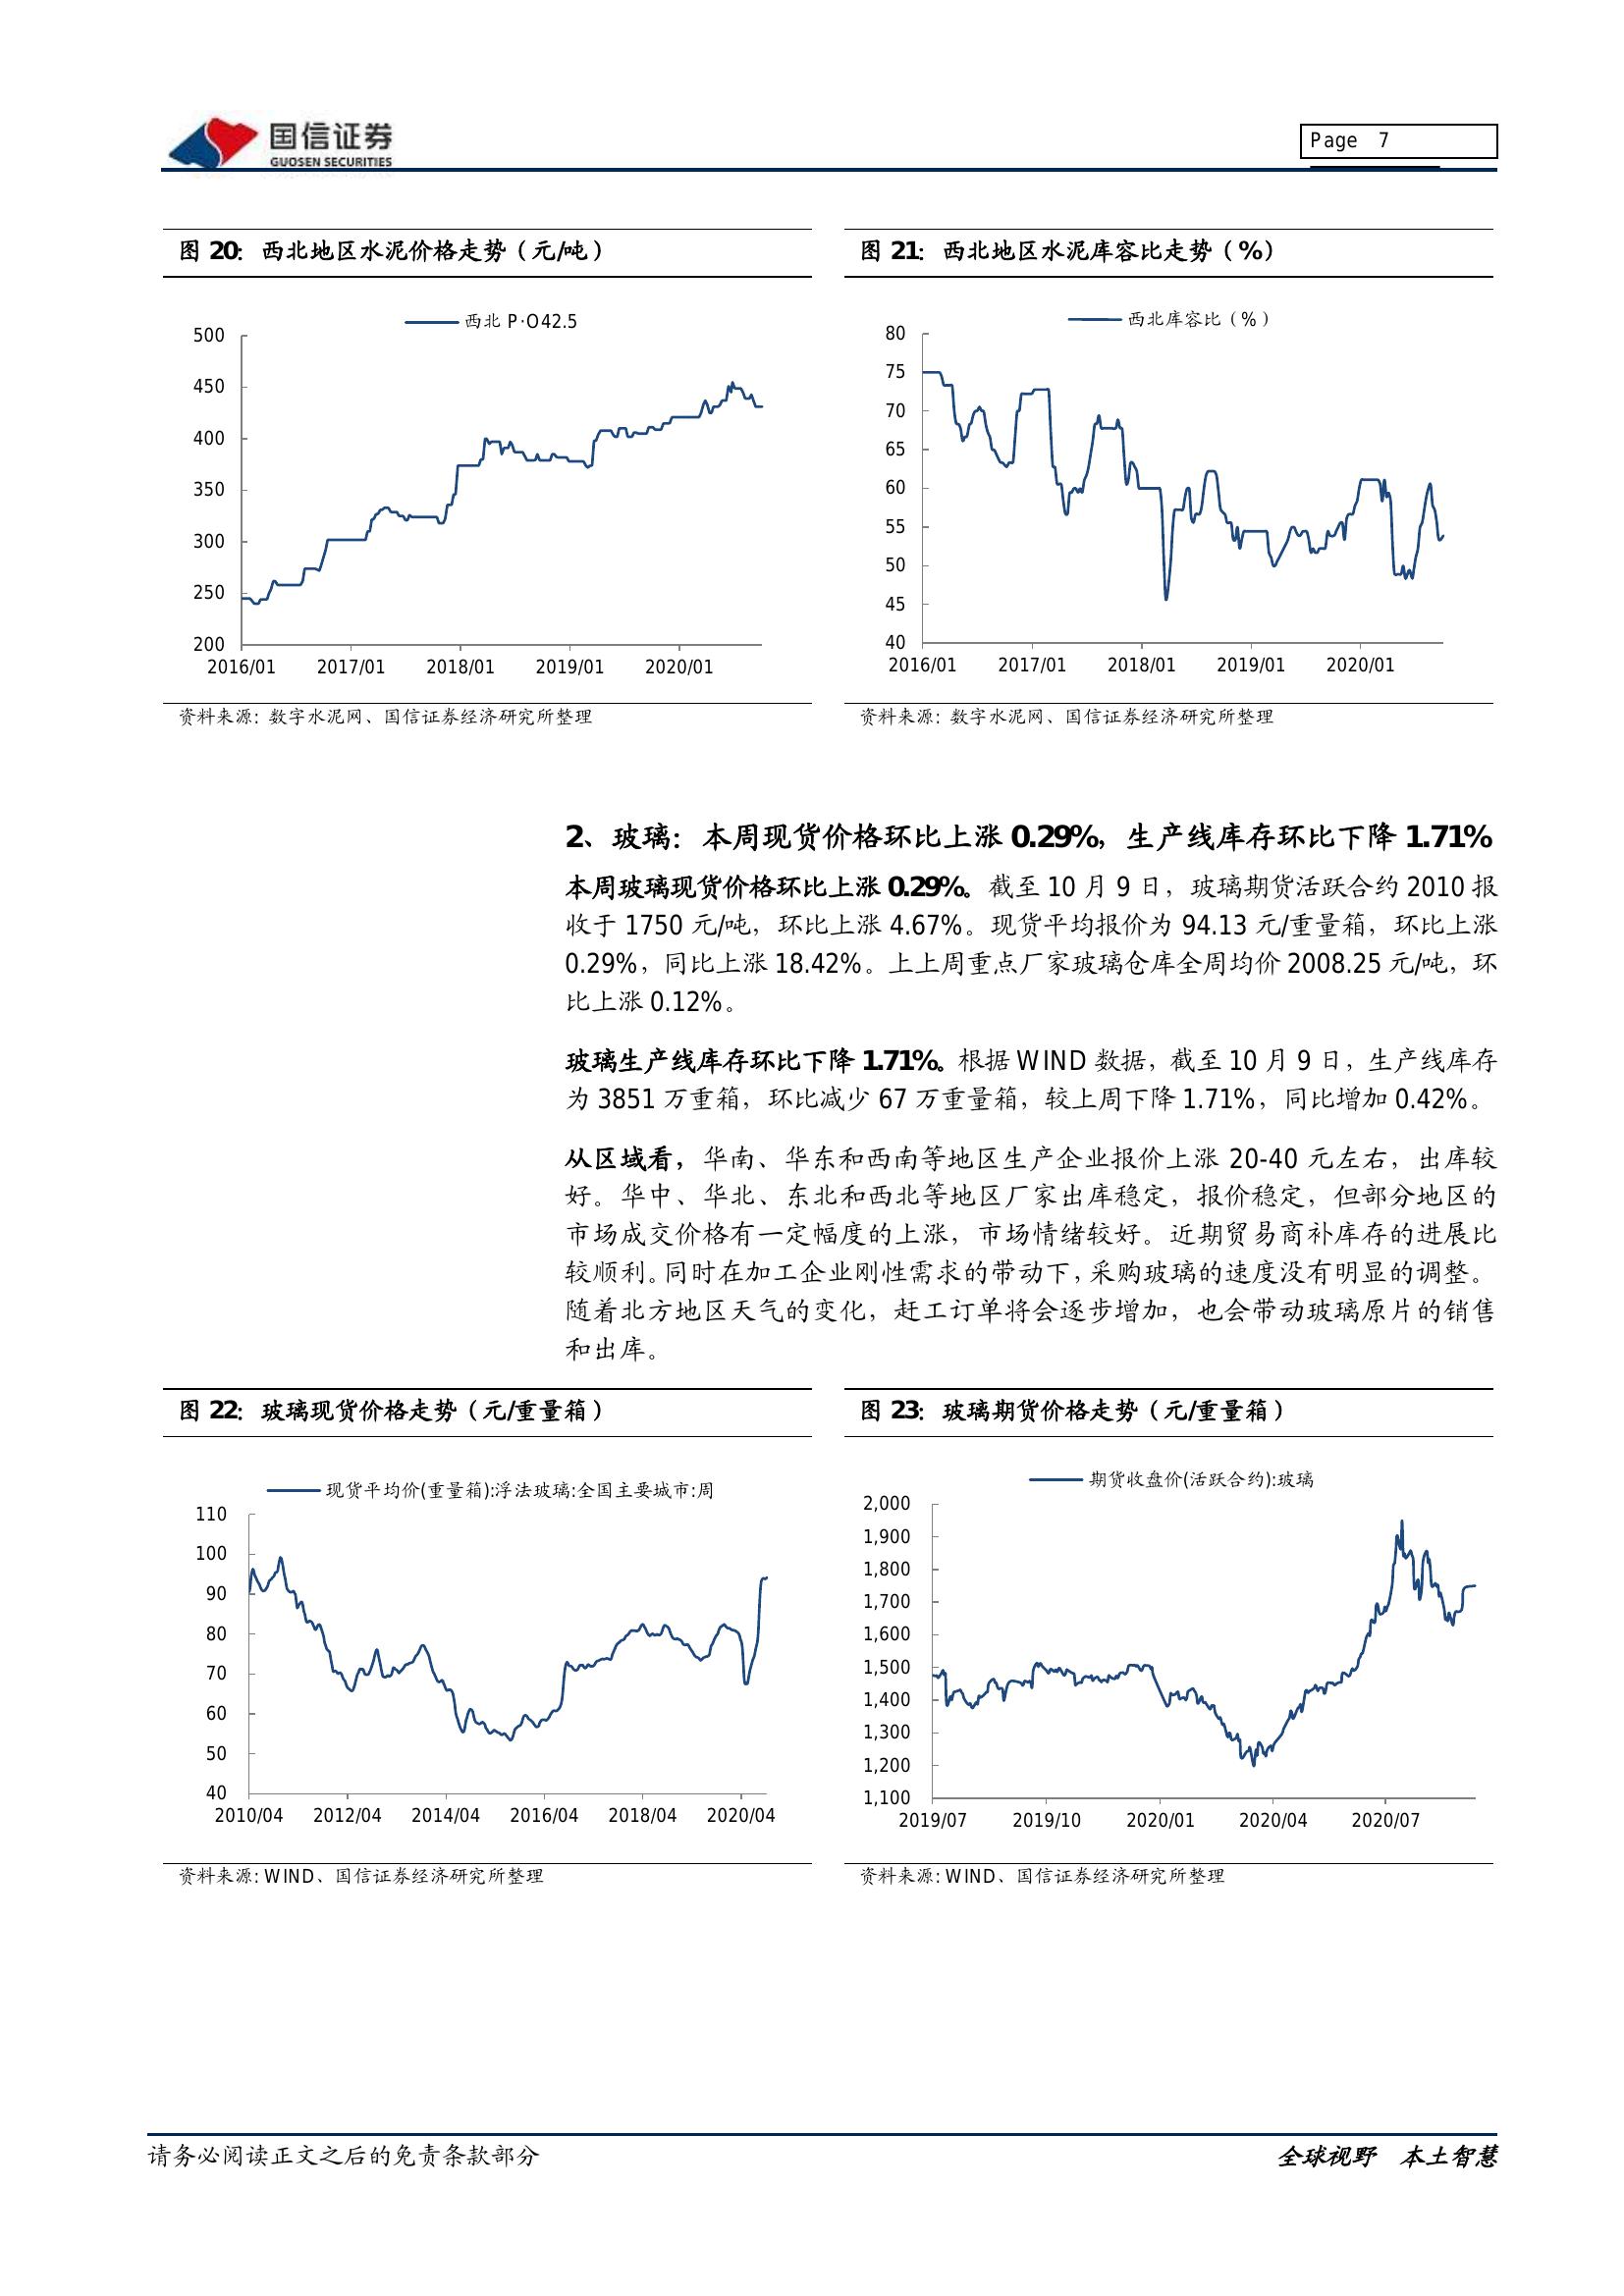 国信证券
GUOSEN SECURITIES
Page 7
图 20：西北地区水泥价格走势（元/吨）
西北 P·O42.5
500
450
400
350
300
250
200
2016/01 2017/01 2018/01 2019/01 2020/01
资料来源：数字水泥网、国信证券经济研究所整理
图 21：西北地区水泥库容比走势（%）
西北库容比（%）
80
75
70
65
60
55
50
45
40
2016/01 2017/01 2018/01 2019/01 2020/01
资料来源：数字水泥网、国信证券经济研究所整理
2、玻璃：本周现货价格环比上涨 0.29%，生产线库存环比下降 1.71%
本周玻璃现货价格环比上涨 0.29%。截至 10 月 9 日，玻璃期货活跃合约 2010 报
收于 1750 元/吨，环比上涨 4.67%。现货平均报价为 94.13 元/重量箱，环比上涨
0.29%，同比上涨 18.42%。上上周重点厂家玻璃仓库全周均价 2008.25 元/吨，环
比上涨 0.12%。
玻璃生产线库存环比下降 1.71%。根据 WIND 数据，截至 10 月 9 日，生产线库存
为 3851 万重箱，环比减少 67 万重量箱，较上周下降 1.71%，同比增加 0.42%。
从区域看，华南、华东和西南等地区生产企业报价上涨 20-40 元左右，出库较
好。华中、华北、东北和西北等地区厂家出库稳定，报价稳定，但部分地区的
市场成交价格有一定幅度的上涨，市场情绪较好。近期贸易商补库存的进展比
较顺利。同时在加工企业刚性需求的带动下，采购玻璃的速度没有明显的调整。
随着北方地区天气的变化，赶工订单将会逐步增加，也会带动玻璃原片的销售
和出库。
图 22：玻璃现货价格走势（元/重量箱）
现货平均价(重量箱):浮法玻璃:全国主要城市:周
110
100
90
80
70
60
50
40
2010/04 2012/04 2014/04 2016/04 2018/04 2020/04
资料来源：WIND、国信证券经济研究所整理
图 23：玻璃期货价格走势（元/重量箱）
期货收盘价(活跃合约):玻璃
2,000
1,900
1,800
1,700
1,600
1,500
1,400
1,300
1,200
1,100
2019/07 2019/10 2020/01 2020/04 2020/07
资料来源：WIND、国信证券经济研究所整理
请务必阅读正文之后的免责条款部分
全球视野 本土智慧